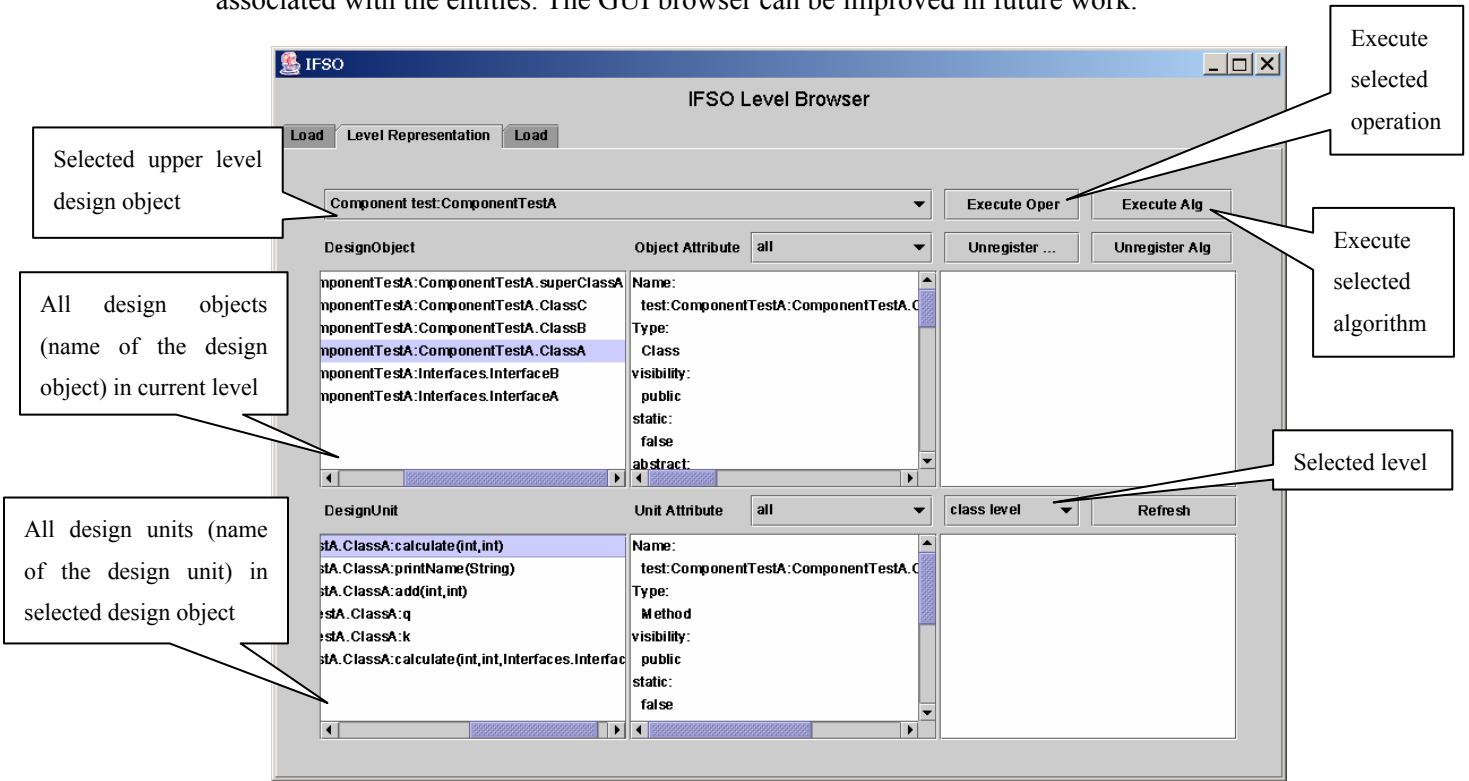 associated with the entities. The GUI browser can be improved in future work.
IFSO
IFSO Level Browser
Load
Level Representation
Load
Component test:ComponentTestA
Execute Oper
Execute Alg
DesignObject
Object Attribute
all
Unregister ...
Unregister Alg
mponentTestA:ComponentTestA.superClassA
mponentTestA:ComponentTestA.ClassC
mponentTestA:ComponentTestA.ClassB
mponentTestA:ComponentTestA.ClassA
mponentTestA:Interfaces.InterfaceB
mponentTestA:Interfaces.InterfaceA
Name:
test:ComponentTestA:ComponentTestA.C
Type:
Class
visibility:
public
static:
false
abstract:
DesignUnit
Unit Attribute
all
class level
Refresh
stA.ClassA:calculate(int,int)
stA.ClassA:printName(String)
stA.ClassA:add(int,int)
estA.ClassA:q
estA.ClassA:k
stA.ClassA:calculate(int,int,Interfaces.Interfac
Name:
test:ComponentTestA:ComponentTestA.C
Type:
Method
visibility:
public
static:
false
Selected upper level
design object
All design objects
(name of the design
object) in current level
All design units (name
of the design unit) in
selected design object
Execute
selected
operation
Execute
selected
algorithm
Selected level